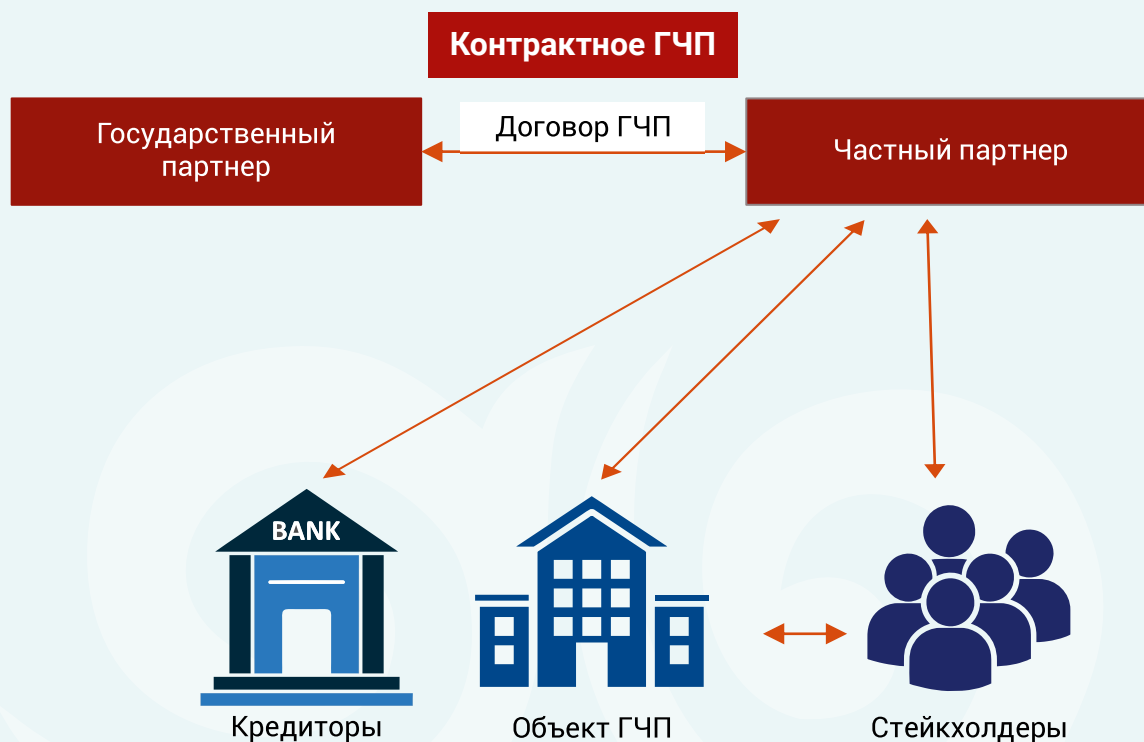 Контрактное ГЧП
Государственный
партнер
Договор ГЧП
Частный партнер
BANK
Кредиторы
Объект ГЧП
Стейкхолдеры